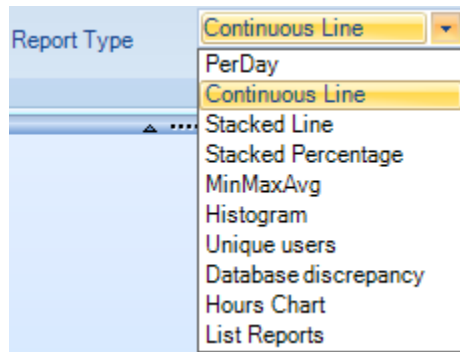 Report Type
Continuous Line
PerDay
Continuous Line
Stacked Line
Stacked Percentage
MinMaxAvg
Histogram
Unique users
Database discrepancy
Hours Chart
List Reports